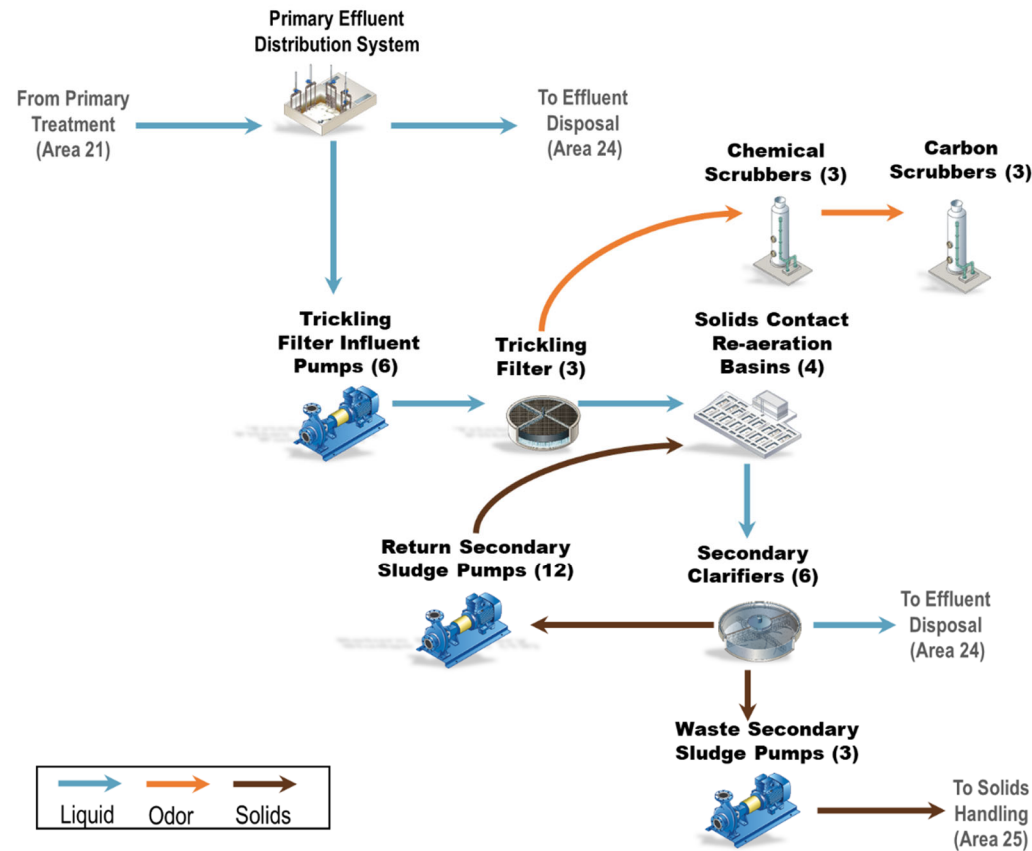 Primary Effluent
Distribution System
From Primary
Treatment
(Area 21)
To Effluent
Disposal
(Area 24)
Chemical
Scrubbers (3)
Carbon
Scrubbers (3)
Trickling
Filter Influent
Pumps (6)
Trickling
Filter (3)
Solids Contact
Re-aeration
Basins (4)
Return Secondary
Sludge Pumps (12)
Secondary
Clarifiers (6)
To Effluent
Disposal
(Area 24)
Waste Secondary
Sludge Pumps (3)
To Solids
Handling
(Area 25)
Liquid
Odor
Solids